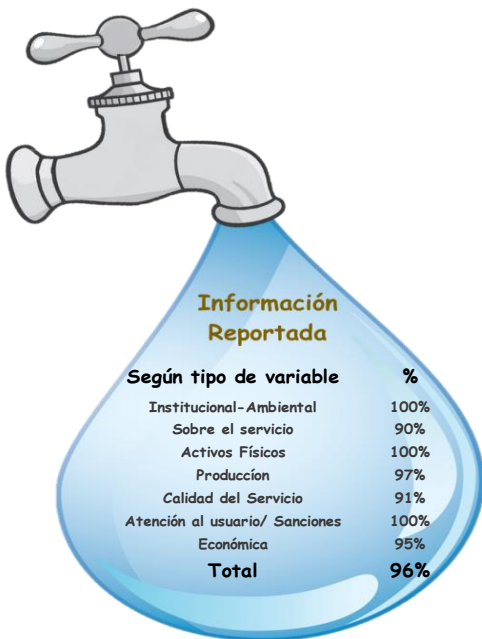 Información
Reportada
Según tipo de variable %
Institucional-Ambiental 100%
Sobre el servicio 90%
Activos Físicos 100%
Produccíon 97%
Calidad del Servicio 91%
Atención al usuario/ Sanciones 100%
Económica 95%
Total 96%